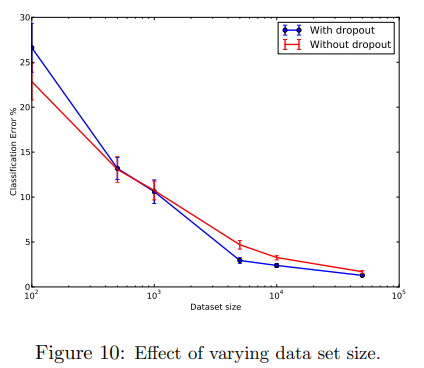 30
With dropout
Without dropout
25
20
15
10
5
0
Classification Error %
10² 10³ 10⁴ 10⁵
Dataset size
Figure 10: Effect of varying data set size.